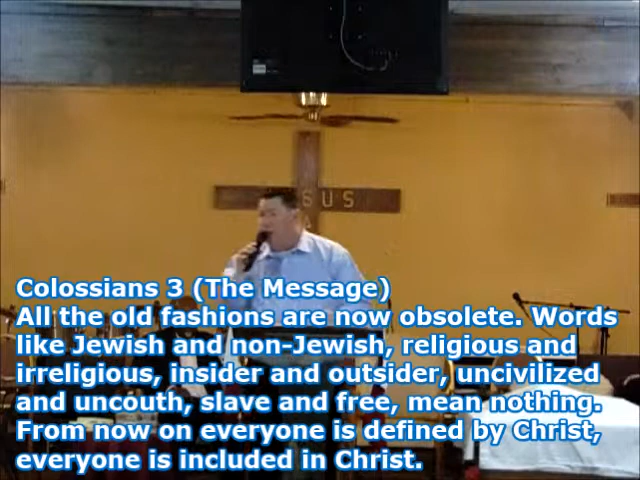 SUS
Colossians 3 (The Message)
All the old fashions are now obsolete. Words
like Jewish and non-Jewish, religious and
irreligious, insider and outsider, uncivilized
and uncouth, slave and free, mean nothing.
From now on everyone is defined by Christ,
everyone is included in Christ.